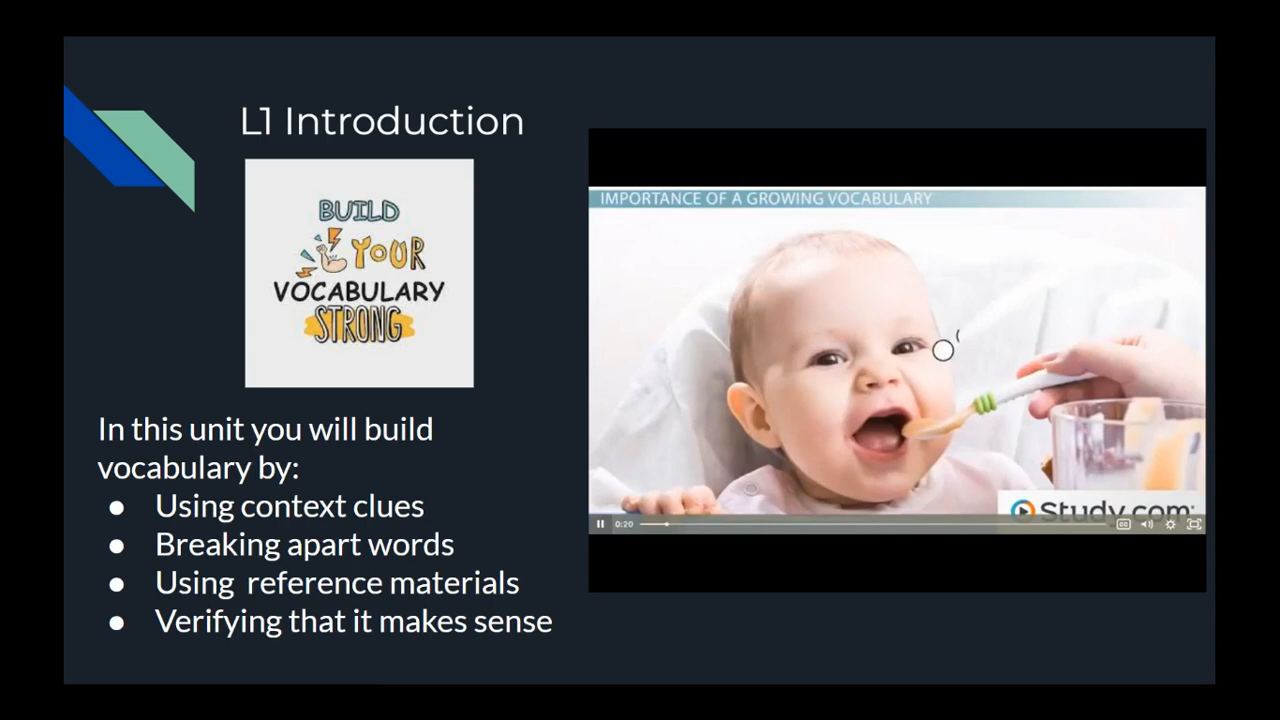 L1 Introduction
BUILD
YOUR
VOCABULARY
STRONG
In this unit you will build
vocabulary by:
● Using context clues
● Breaking apart words
● Using reference materials
● Verifying that it makes sense
IMPORTANCE OF A GROWING VOCABULARY
Study.com
0:20
CC